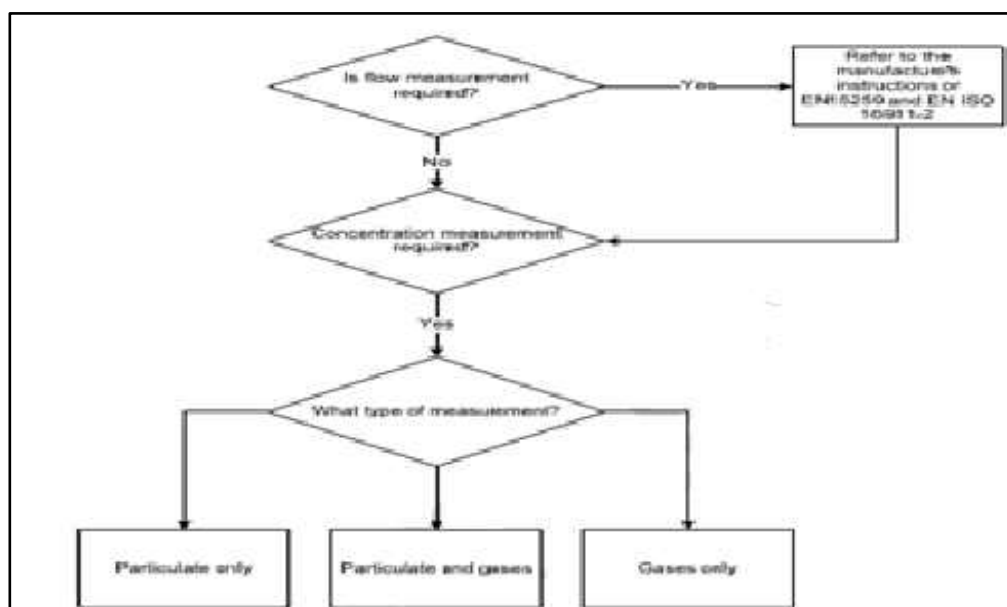 Is flow measurement
required?
Yes
Refer to the
instructions or
and EN ISO
No
Concentration measurement
required?
Yes
What type of measurement?
Particulate only
Particulate and gases
Gases only